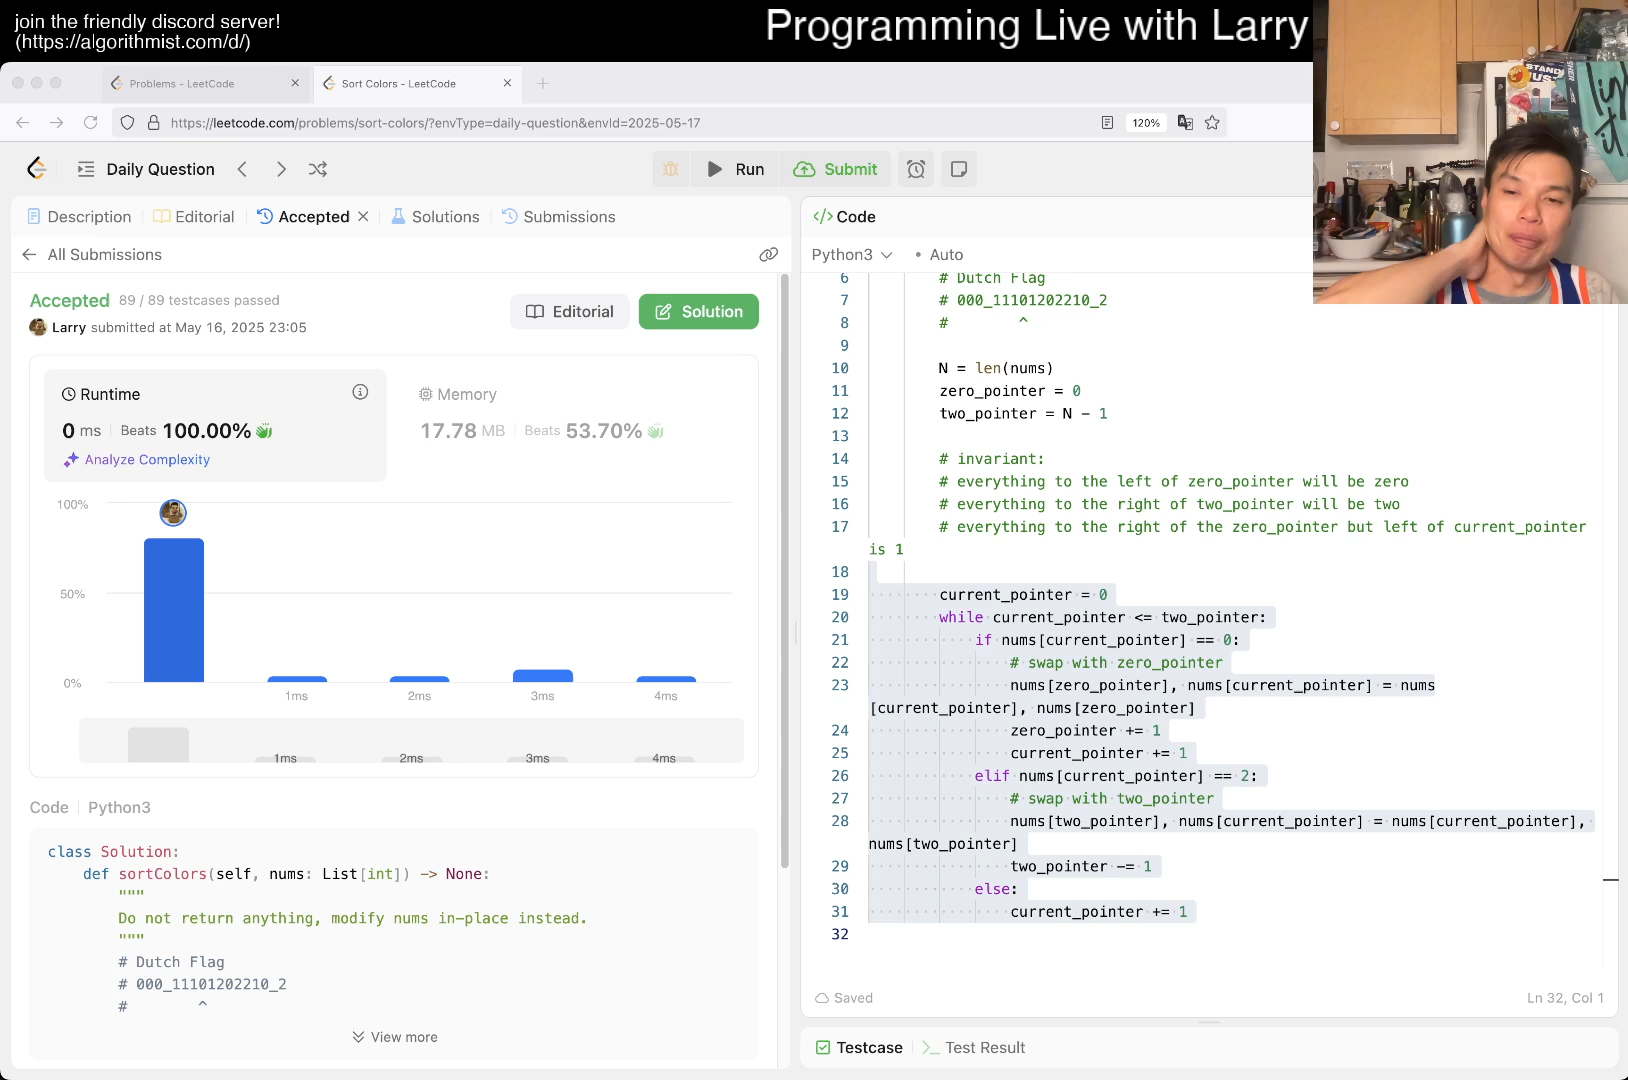 join the friendly discord server!
(https://algorithmist.com/d/)
Programming Live with Larry
Problems - LeetCode
Sort Colors - LeetCode
https://leetcode.com/problems/sort-colors/?envType=daily-question&envId=2025-05-17
120%
Daily Question
Run
Submit
Description
Editorial
Accepted
Solutions
Submissions
All Submissions
Accepted 89 / 89 testcases passed
Larry submitted at May 16, 2025 23:05
Editorial
Solution
Runtime
0 ms Beats 100.00%
Analyze Complexity
Memory
17.78 MB Beats 53.70%
100%
50%
0%
1ms 2ms 3ms 4ms
1ms 2ms 3ms 4ms
Code Python3
class Solution:
    def sortColors(self, nums: List[int]) -> None:
        """
        Do not return anything, modify nums in-place instead.
        """
        # Dutch Flag
        # 000_11101202210_2
        #        ^
View more
</> Code
Python3 • Auto
6 # Dutch Flag
7 # 000_11101202210_2
8 #        ^
9
10 N = len(nums)
11 zero_pointer = 0
12 two_pointer = N - 1
13
14 # invariant:
15 # everything to the left of zero_pointer will be zero
16 # everything to the right of two_pointer will be two
17 # everything to the right of the zero_pointer but left of current_pointer
is 1
18
19 current_pointer = 0
20 while current_pointer <= two_pointer:
21 if nums[current_pointer] == 0:
22 # swap with zero_pointer
23 nums[zero_pointer], nums[current_pointer] = nums
[current_pointer], nums[zero_pointer]
24 zero_pointer += 1
25 current_pointer += 1
26 elif nums[current_pointer] == 2:
27 # swap with two_pointer
28 nums[two_pointer], nums[current_pointer] = nums[current_pointer],
nums[two_pointer]
29 two_pointer -= 1
30 else:
31 current_pointer += 1
32
Saved
Ln 32, Col 1
Testcase
Test Result